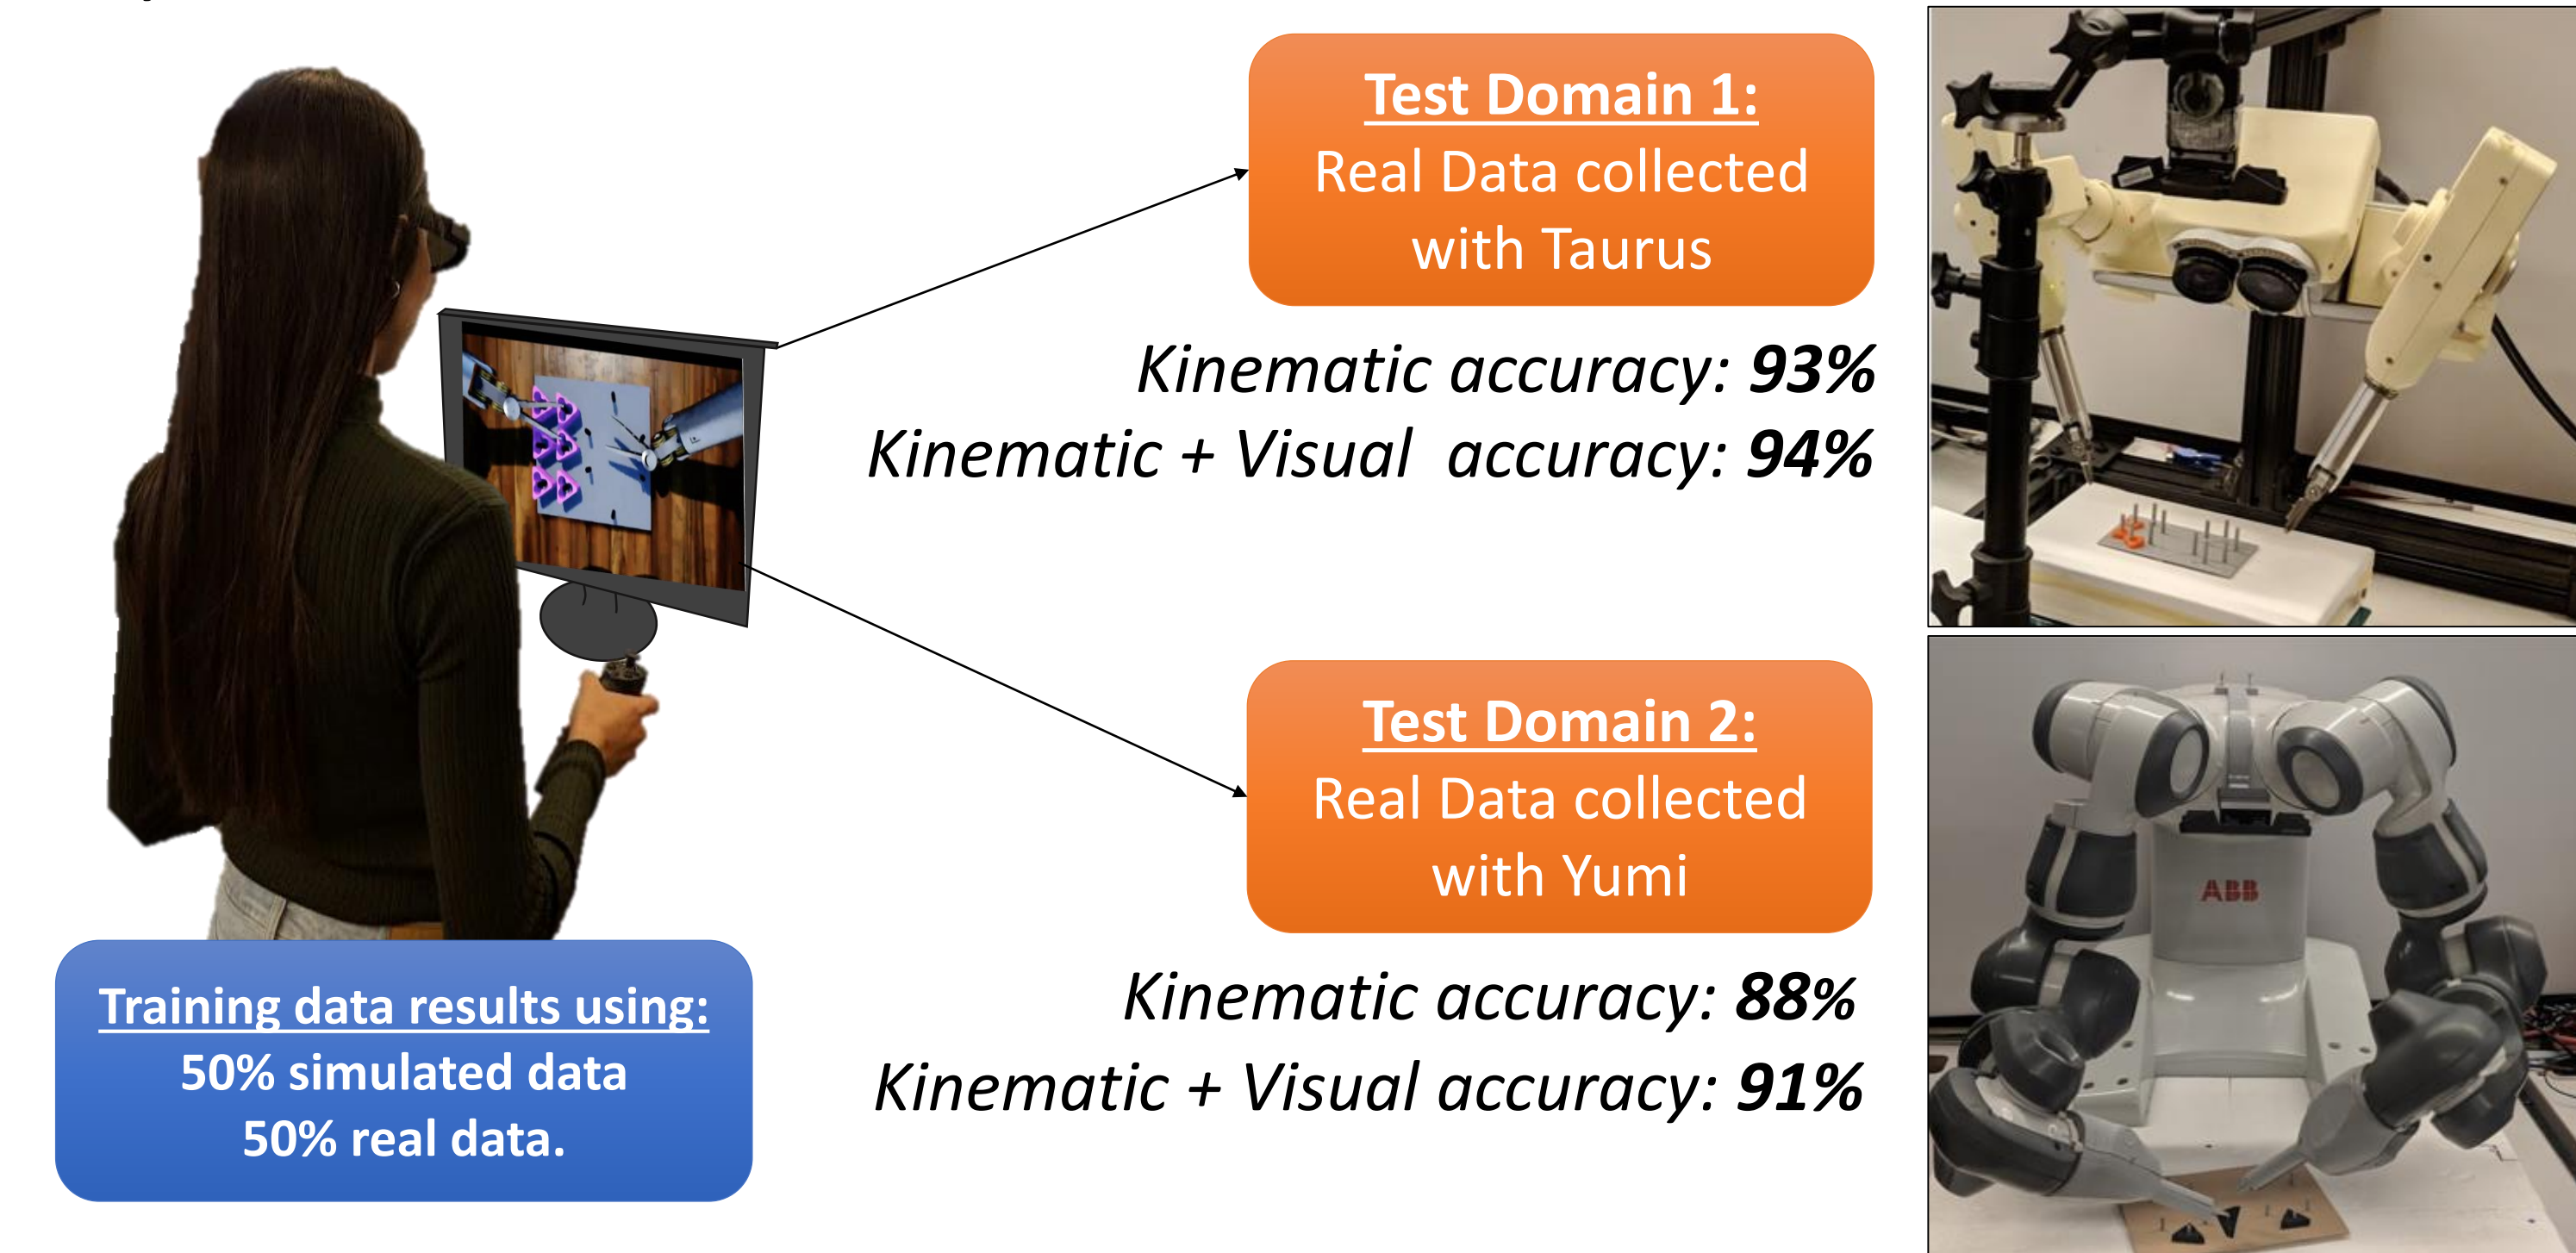 Test Domain 1:
Real Data collected
with Taurus
Kinematic accuracy: 93%
Kinematic + Visual  accuracy: 94%
Test Domain 2:
Real Data collected
with Yumi
Kinematic accuracy: 88%
Kinematic + Visual accuracy: 91%
Training data results using:
50% simulated data
50% real data.
ABB